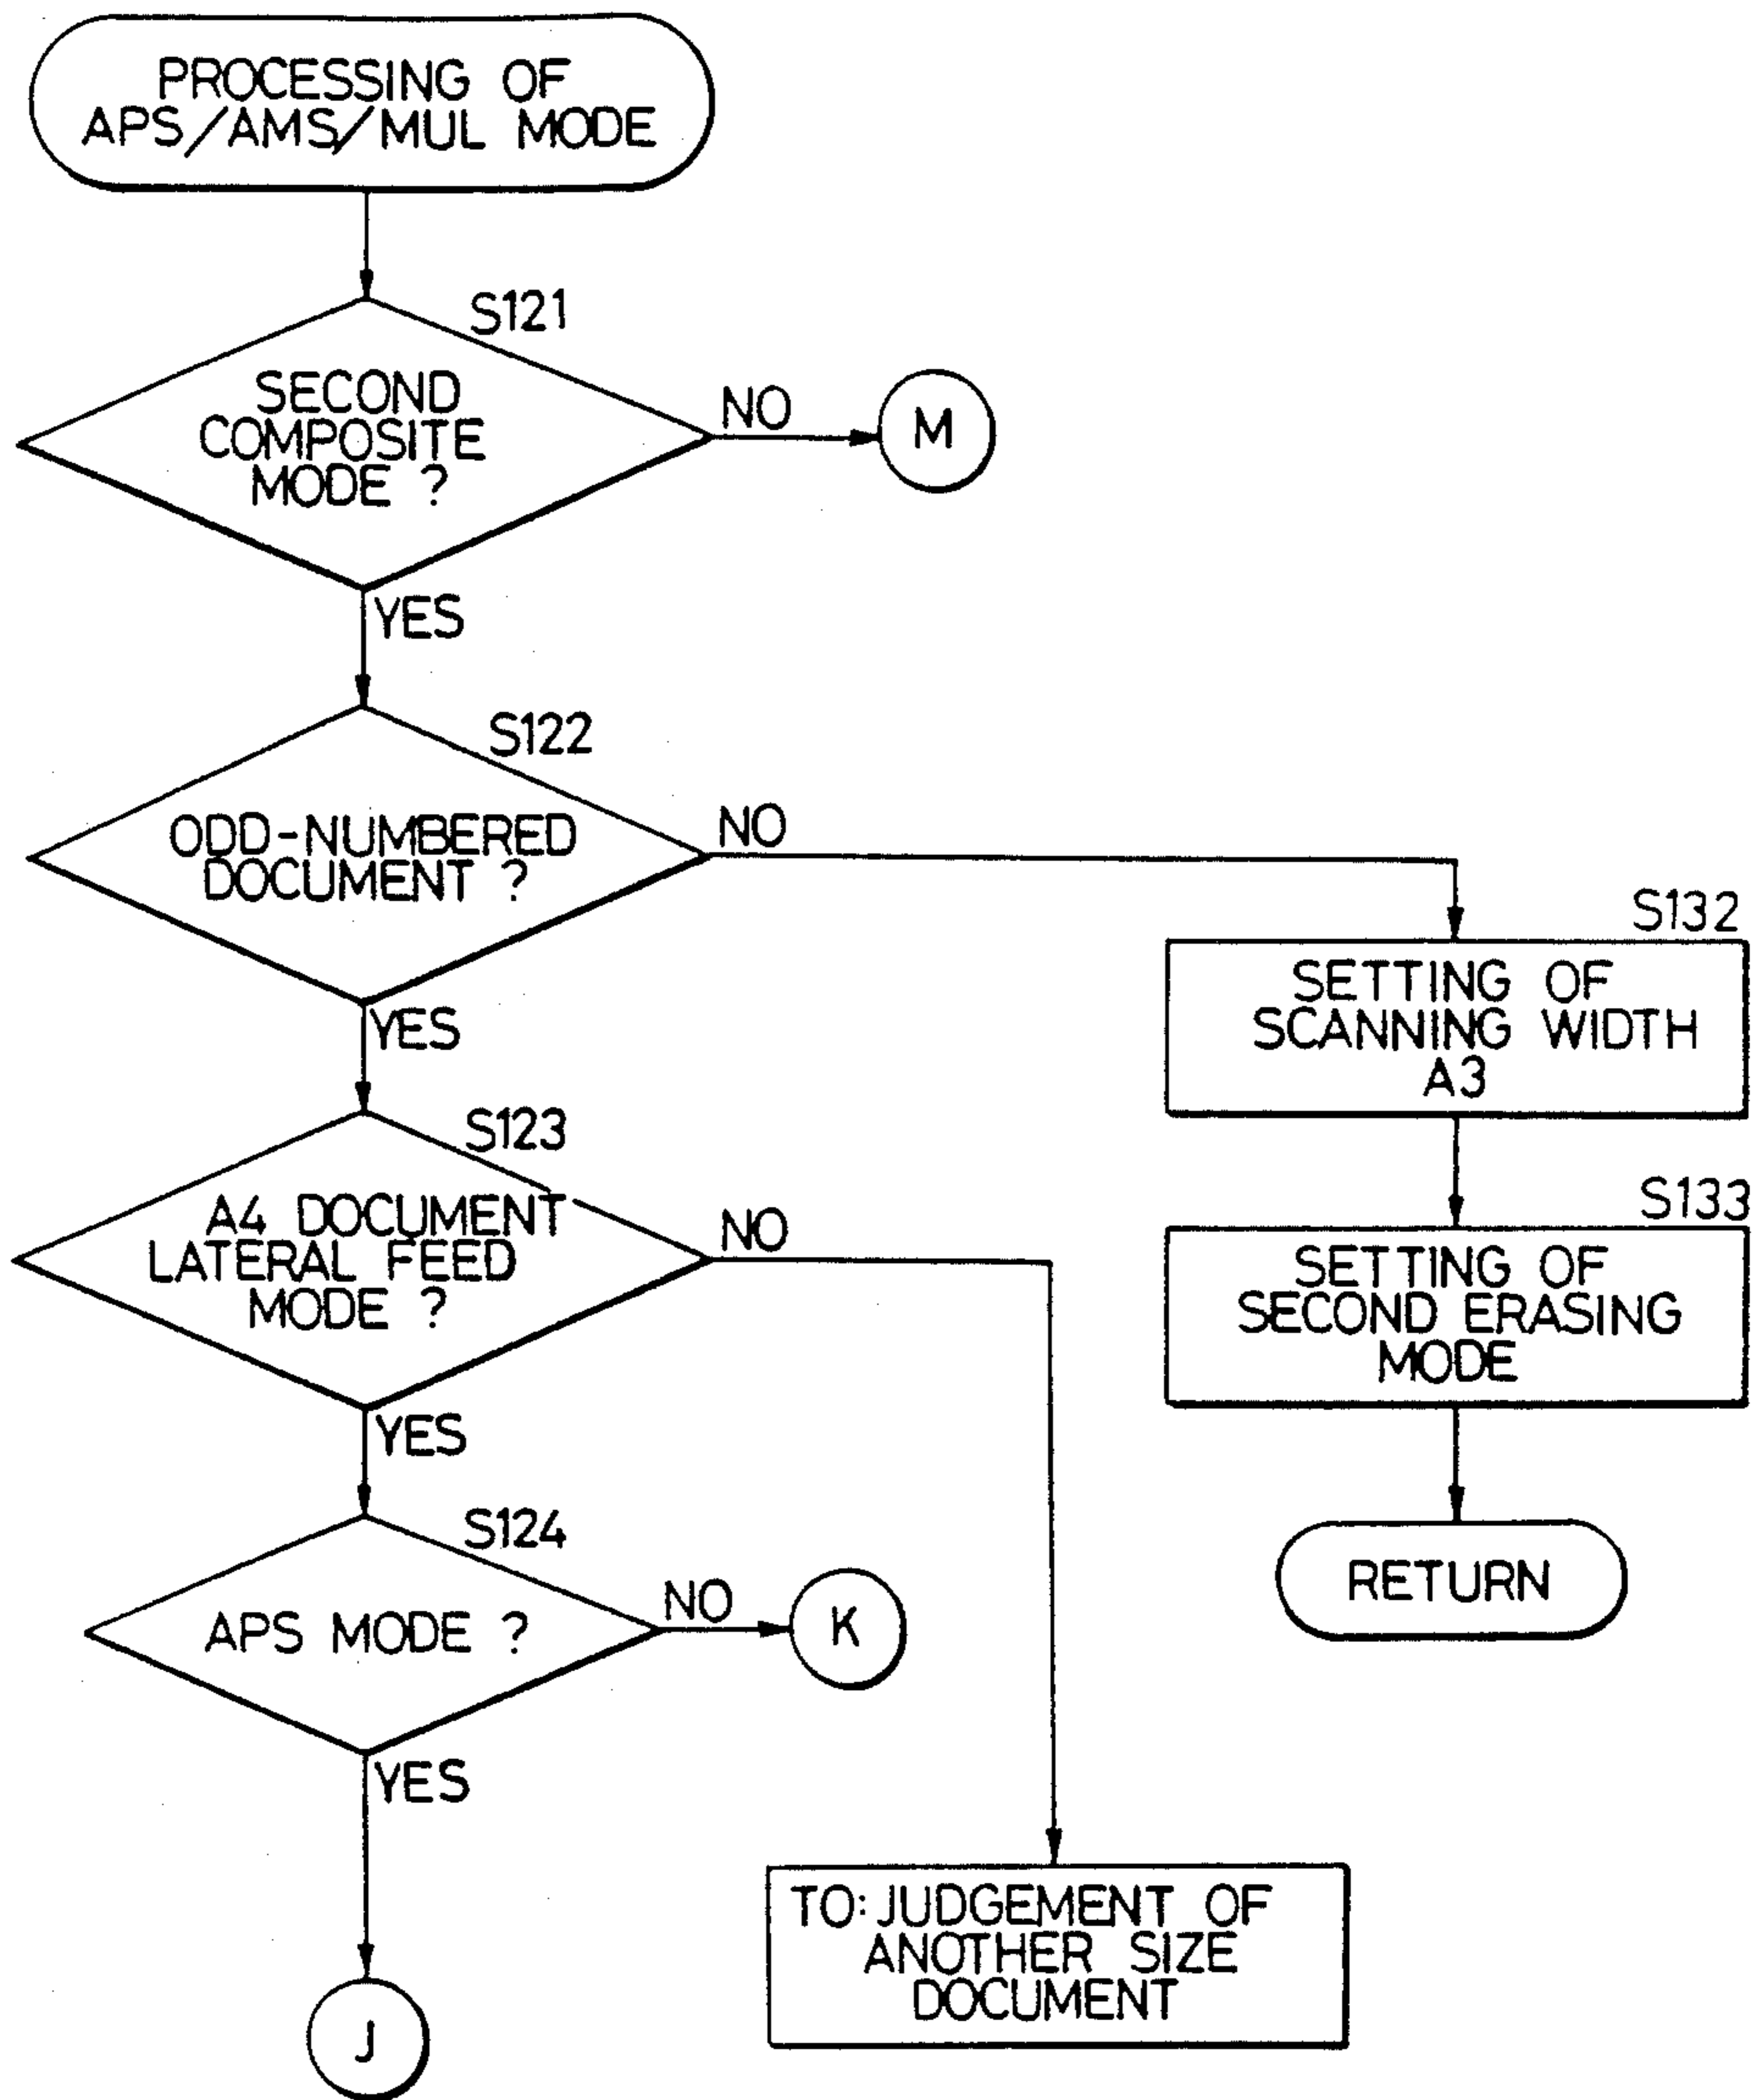 PROCESSING OF
APS/AMS/MUL MODE
S121
SECOND
COMPOSITE
MODE ?
NO
M
YES
S122
ODD-NUMBERED
DOCUMENT ?
NO
YES
S132
SETTING OF
SCANNING WIDTH
A3
S123
A4 DOCUMENT
LATERAL FEED
MODE ?
NO
YES
S133
SETTING OF
SECOND ERASING
MODE
S124
APS MODE ?
NO
K
YES
RETURN
J
TO: JUDGEMENT OF
ANOTHER SIZE
DOCUMENT